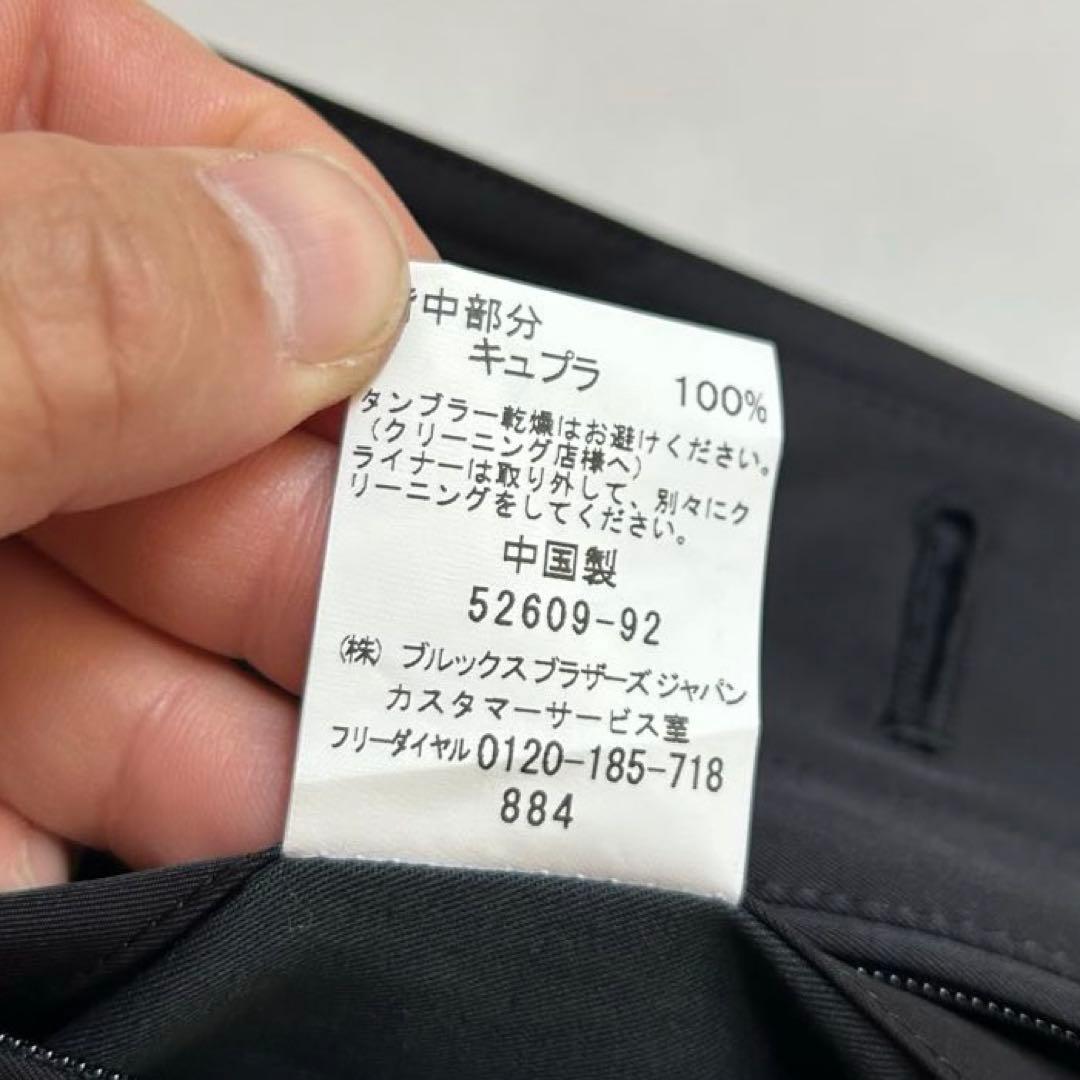 中部分
キュプラ 100%
タンブラー乾燥はお避けください。
(クリーニング店様へ)
ライナーは取り外して、別々にク
リーニングをしてください。
中国製
52609-92
(株) ブルックスブラザーズジャパン
カスタマーサービス室
フリーダイヤル 0120-185-718
884